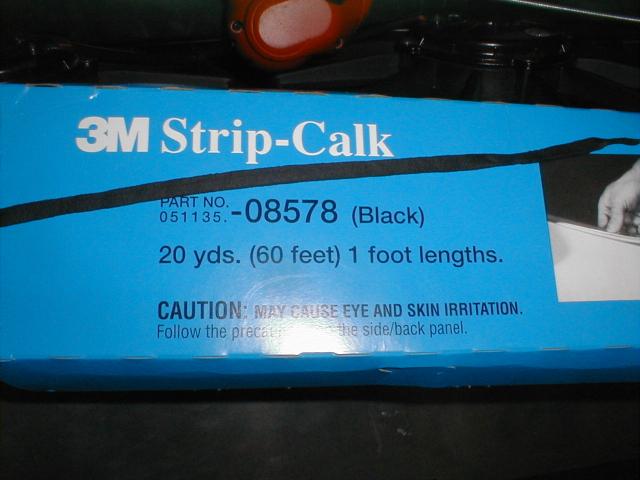 3M Strip-Calk
PART NO.
051135.-08578 (Black)
20 yds. (60 feet) 1 foot lengths.
CAUTION: MAY CAUSE EYE AND SKIN IRRITATION.
Follow the the side/back panel.